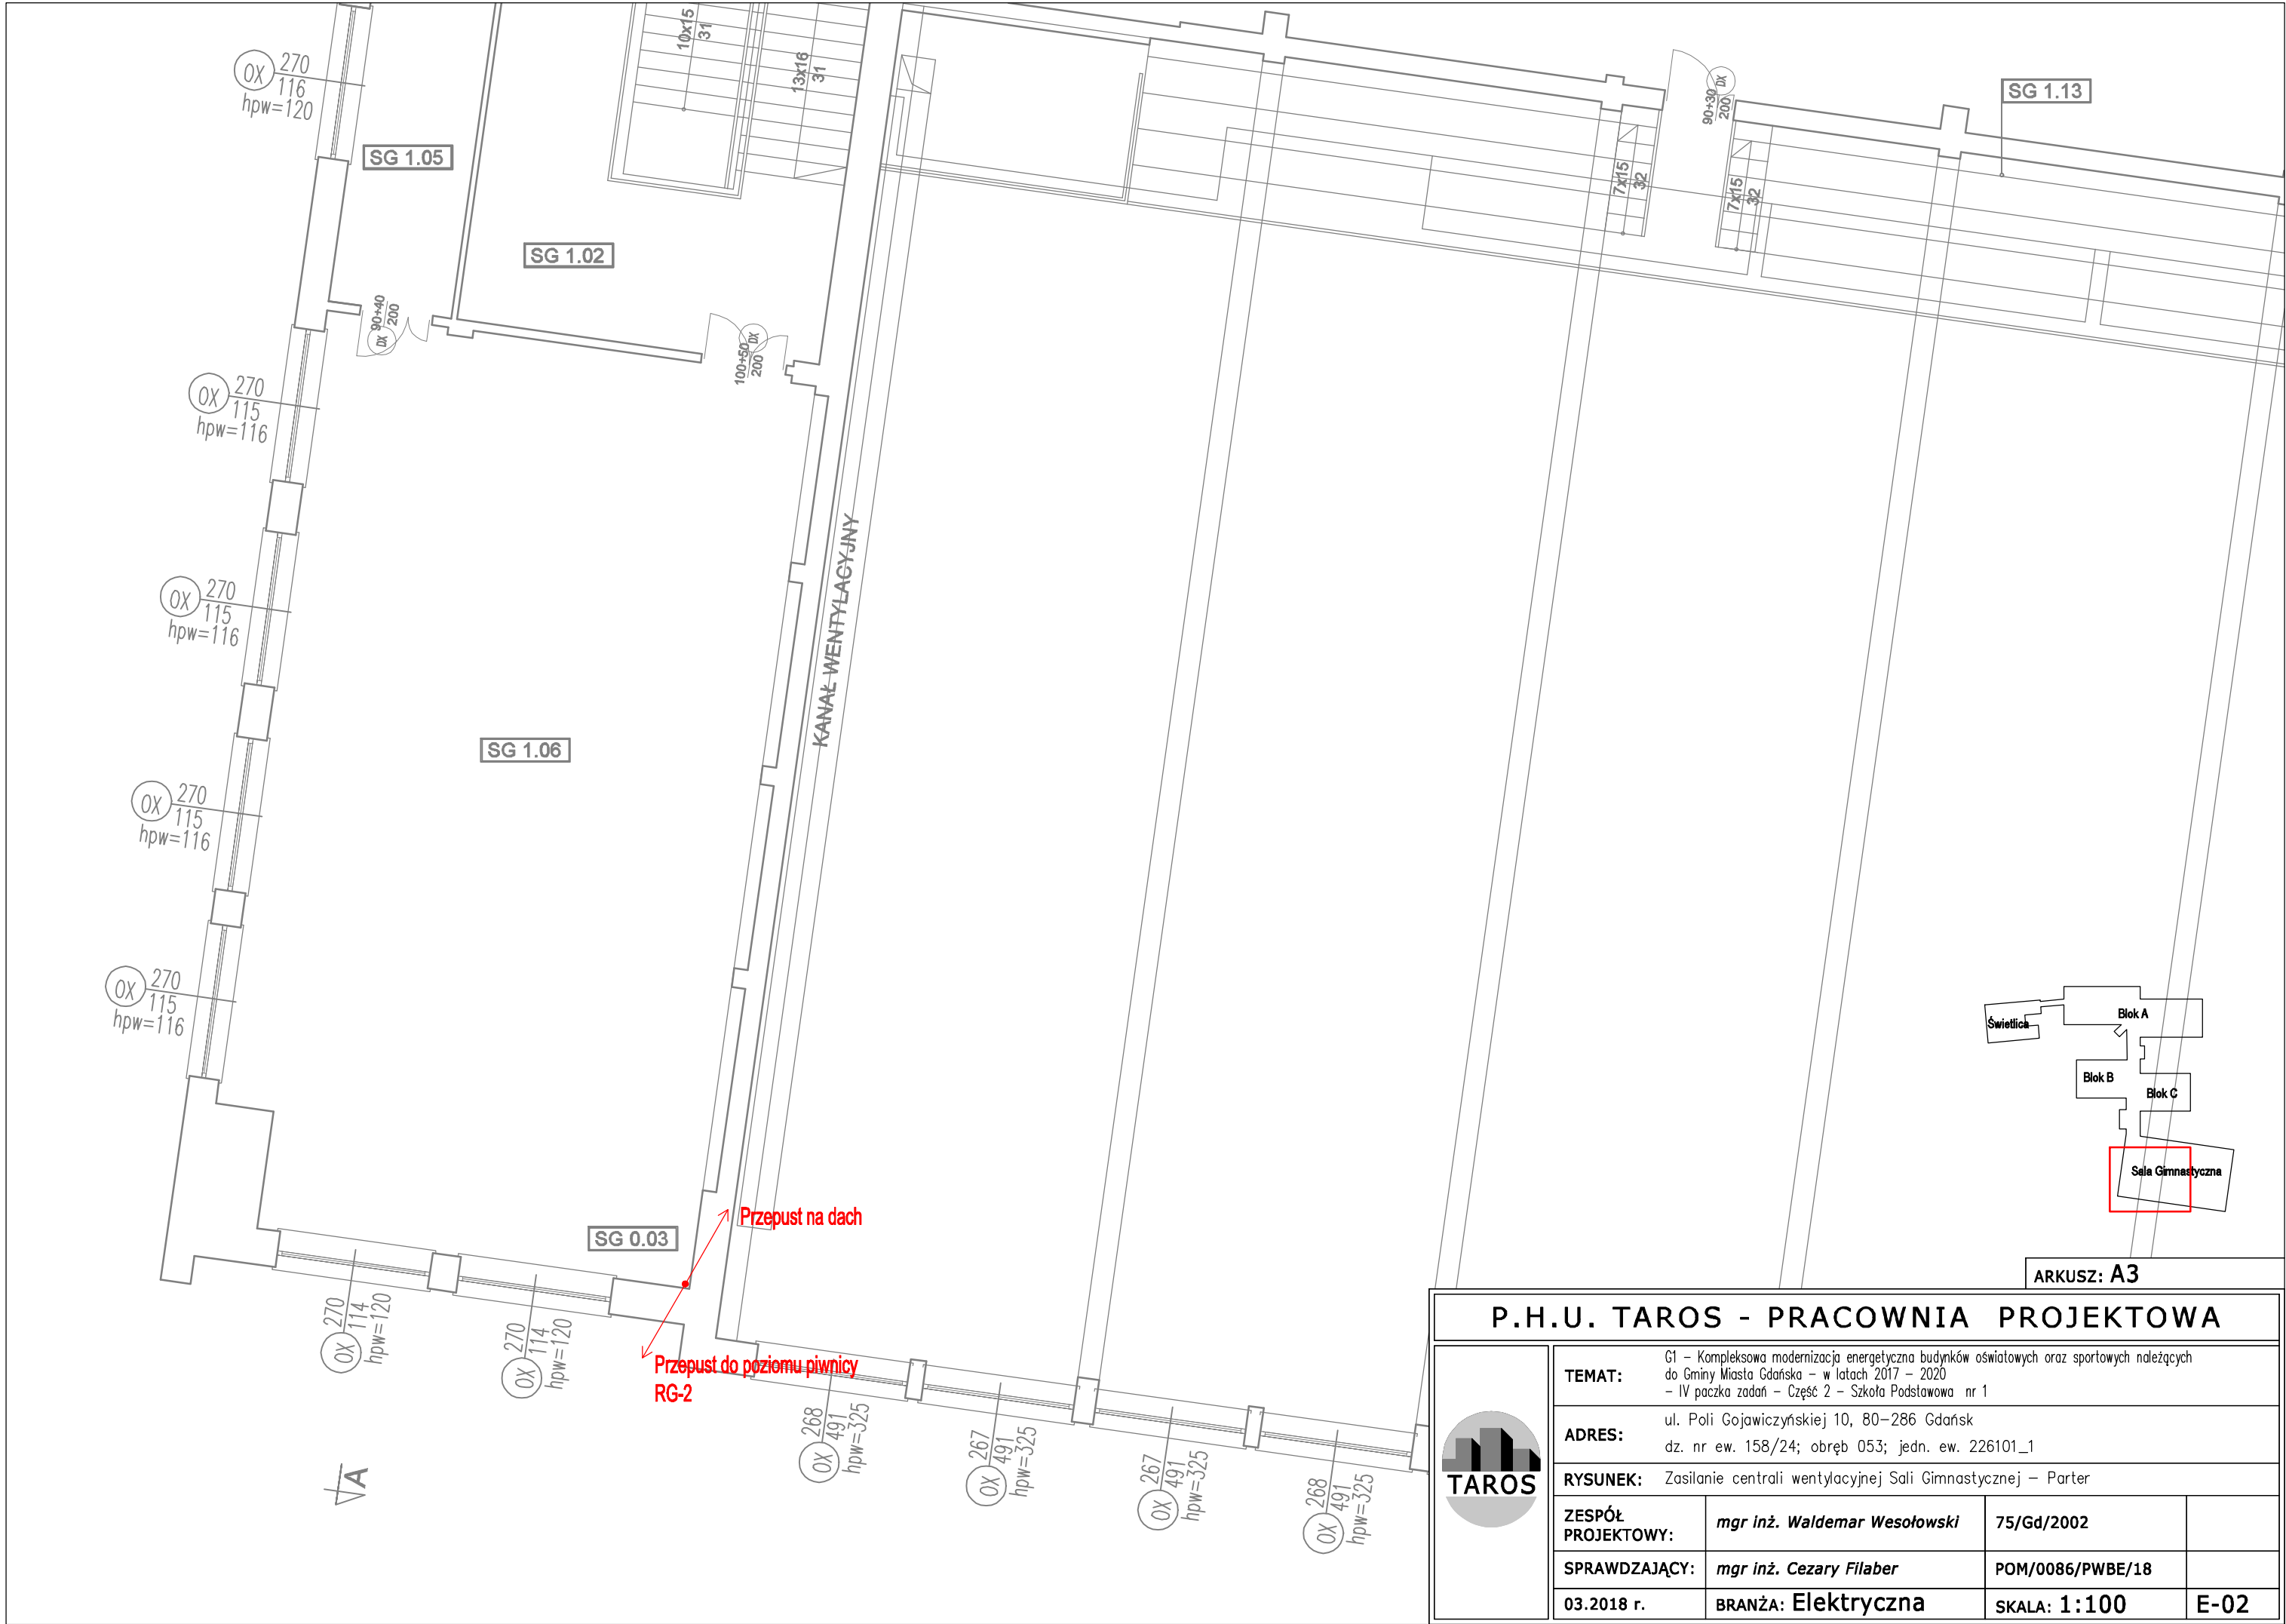 10x15
31
13x16
31
OX 270
116
hpw=120
SG 1.05
SG 1.02
90+30
200
DX
SG 1.13
7x15
32
7x15
32
90+40
200
DX
100+50
200
DX
OX 270
115
hpw=116
KANAŁ WENTYLACYJNY
OX 270
115
hpw=116
SG 1.06
OX 270
115
hpw=116
OX 270
115
hpw=116
Świetlica
Blok A
Blok B
Blok C
Sala Gimnastyczna
Przepust na dach
SG 0.03
Przepust do poziomu piwnicy
RG-2
OX 270
114
hpw=120
OX 270
114
hpw=120
OX 268
491
hpw=325
OX 267
491
hpw=325
OX 267
491
hpw=325
OX 268
491
hpw=325
A
ARKUSZ: A3
P.H.U. TAROS - PRACOWNIA PROJEKTOWA
TAROS
TEMAT:
G1 – Kompleksowa modernizacja energetyczna budynków oświatowych oraz sportowych należących
do Gminy Miasta Gdańska – w latach 2017 – 2020
– IV paczka zadań – Część 2 – Szkoła Podstawowa nr 1
ADRES:
ul. Poli Gojawiczyńskiej 10, 80–286 Gdańsk
dz. nr ew. 158/24; obręb 053; jedn. ew. 226101_1
RYSUNEK: Zasilanie centrali wentylacyjnej Sali Gimnastycznej – Parter
ZESPÓŁ
PROJEKTOWY:
mgr inż. Waldemar Wesołowski
75/Gd/2002
SPRAWDZAJĄCY: mgr inż. Cezary Filaber POM/0086/PWBE/18
03.2018 r. BRANŻA: Elektryczna SKALA: 1:100 E-02